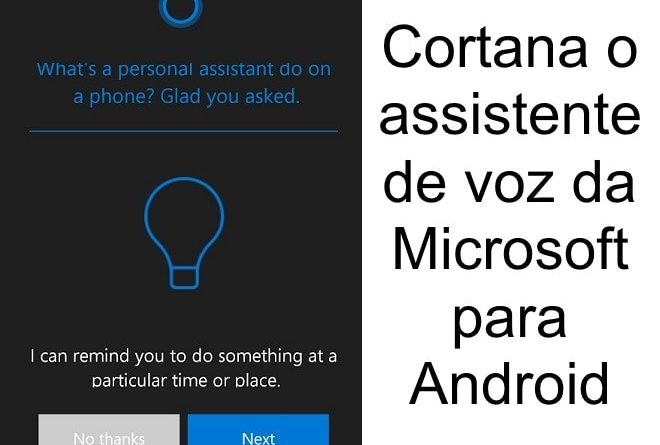 What's a personal assistant do on
a phone? Glad you asked.
I can remind you to do something at a
particular time or place.
No thanks
Next
Cortana o
assistente
de voz da
Microsoft
para
Android